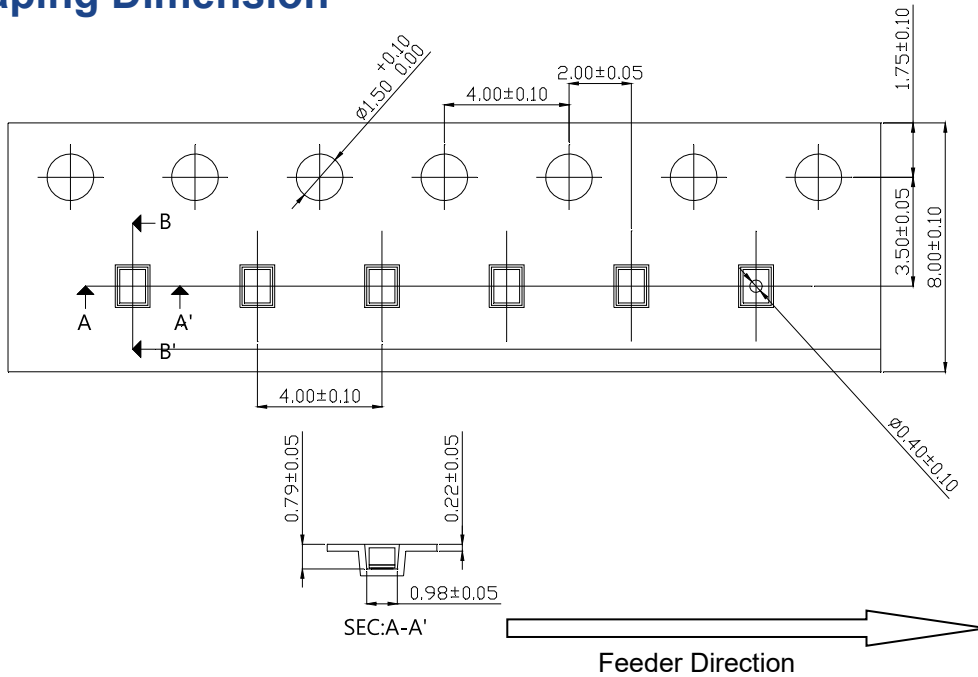 aping Dimension
Ø1.50 +0.10 0.00
4.00±0.10
2.00±0.05
1.75±0.10
3.50±0.05
8.00±0.10
B
A
A'
B'
4.00±0.10
Ø0.40±0.10
0.79±0.05
0.22±0.05
0.98±0.05
SEC:A-A'
Feeder Direction